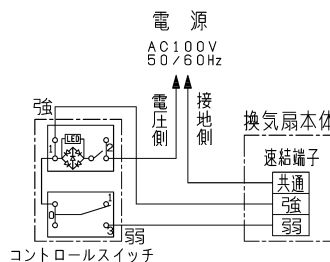 電源
AC100V
50/60Hz
強
電圧側
接地側
換気扇本体
速結端子
LED
1
2
共通
強
弱
0
1
3
弱
コントロールスイッチ